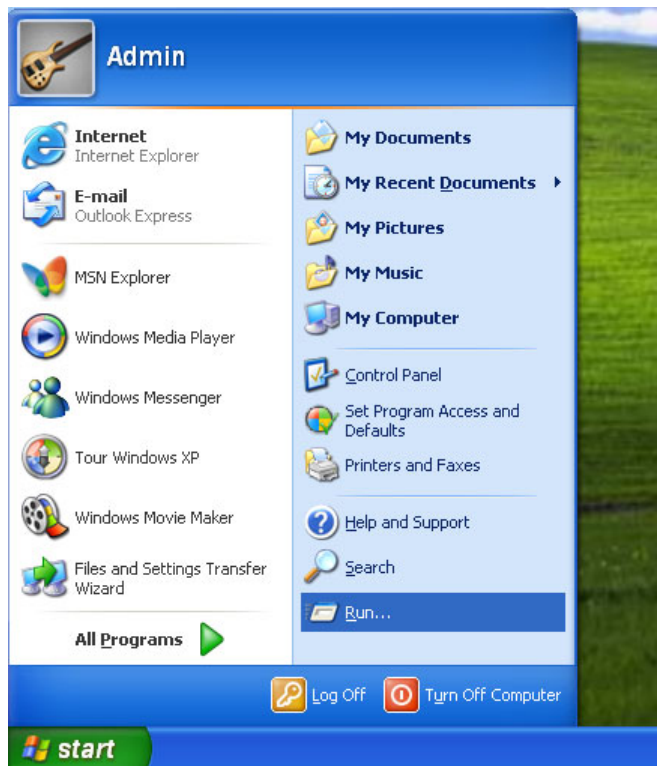 Admin
Internet
Internet Explorer
E-mail
Outlook Express
MSN Explorer
Windows Media Player
Windows Messenger
Tour Windows XP
Windows Movie Maker
Files and Settings Transfer
Wizard
All Programs
My Documents
My Recent Documents
My Pictures
My Music
My Computer
Control Panel
Set Program Access and
Defaults
Printers and Faxes
Help and Support
Search
Run...
Log Off
Turn Off Computer
start